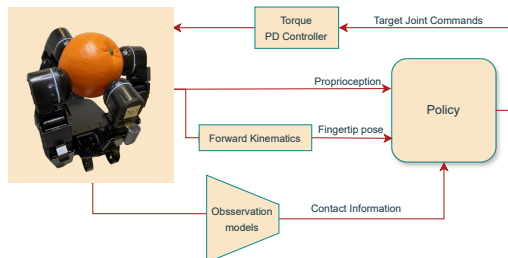 Torque
PD Controller
Target Joint Commands
Proprioception
Policy
Forward Kinematics
Fingertip pose
Obsservation
models
Contact Information